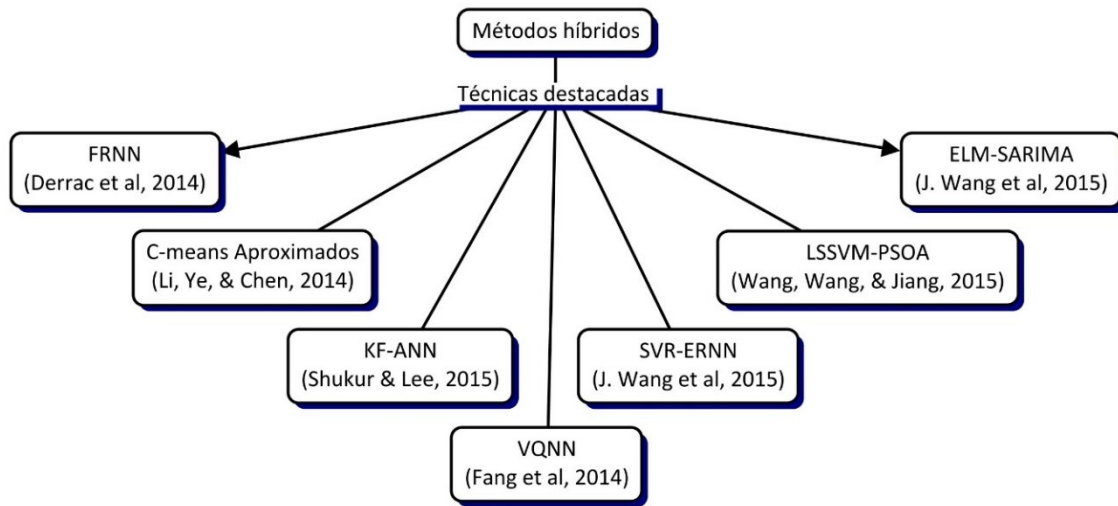 Métodos híbridos
Técnicas destacadas
FRNN
(Derrac et al, 2014)
ELM-SARIMA
(J. Wang et al, 2015)
C-means Aproximados
(Li, Ye, & Chen, 2014)
LSSVM-PSOA
(Wang, Wang, & Jiang, 2015)
KF-ANN
(Shukur & Lee, 2015)
SVR-ERNN
(J. Wang et al, 2015)
VQNN
(Fang et al, 2014)